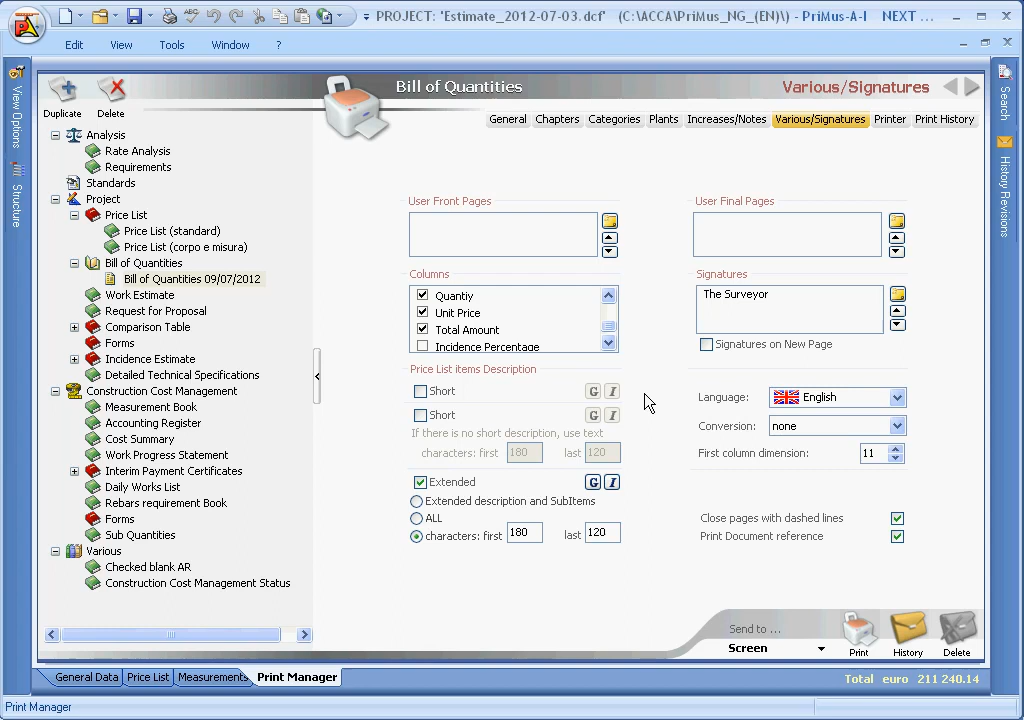 PROJECT: 'Estimate_2012-07-03.dcf' (C:\ACCA\PriMus_NG_(EN)\) - PriMus-A-I NEXT ...
Edit View Tools Window ?
View Options
Structure
Duplicate
Delete
Bill of Quantities
Various/Signatures
General Chapters Categories Plants Increases/Notes Various/Signatures Printer Print History
Analysis
Rate Analysis
Requirements
Standards
Project
Price List
Price List (standard)
Price List (corpo e misura)
Bill of Quantities
Bill of Quantities 09/07/2012
Work Estimate
Request for Proposal
Comparison Table
Forms
Incidence Estimate
Detailed Technical Specifications
Construction Cost Management
Measurement Book
Accounting Register
Cost Summary
Work Progress Statement
Interim Payment Certificates
Daily Works List
Rebars requirement Book
Forms
Sub Quantities
Various
Checked blank AR
Construction Cost Management Status
User Front Pages
Columns
Quantiy
Unit Price
Total Amount
Incidence Percentage
Price List items Description
Short G I
Short G I
If there is no short description, use text
characters: first 180 last 120
Extended G I
Extended description and SubItems
ALL
characters: first 180 last 120
User Final Pages
Signatures
The Surveyor
Signatures on New Page
Language: English
Conversion: none
First column dimension: 11
Close pages with dashed lines
Print Document reference
Send to ...
Screen
Print
History
Delete
Search
History Revisions
General Data Price List Measurements Print Manager
Total euro 211 240.14
Print Manager